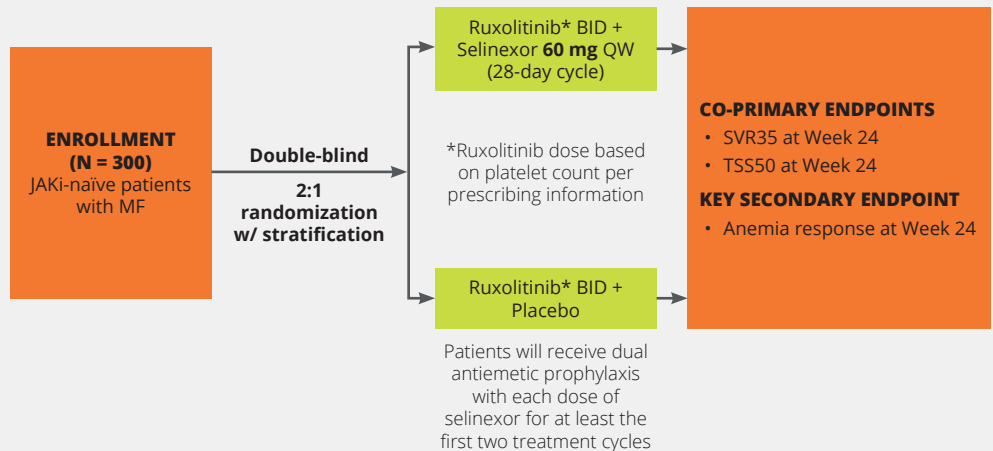 ENROLLMENT
(N = 300)
JAKi-naïve patients
with MF
Double-blind
2:1
randomization
w/ stratification
Ruxolitinib* BID +
Selinexor 60 mg QW
(28-day cycle)
*Ruxolitinib dose based
on platelet count per
prescribing information
Ruxolitinib* BID +
Placebo
Patients will receive dual
antiemetic prophylaxis
with each dose of
selinexor for at least the
first two treatment cycles
CO-PRIMARY ENDPOINTS
• SVR35 at Week 24
• TSS50 at Week 24
KEY SECONDARY ENDPOINT
• Anemia response at Week 24